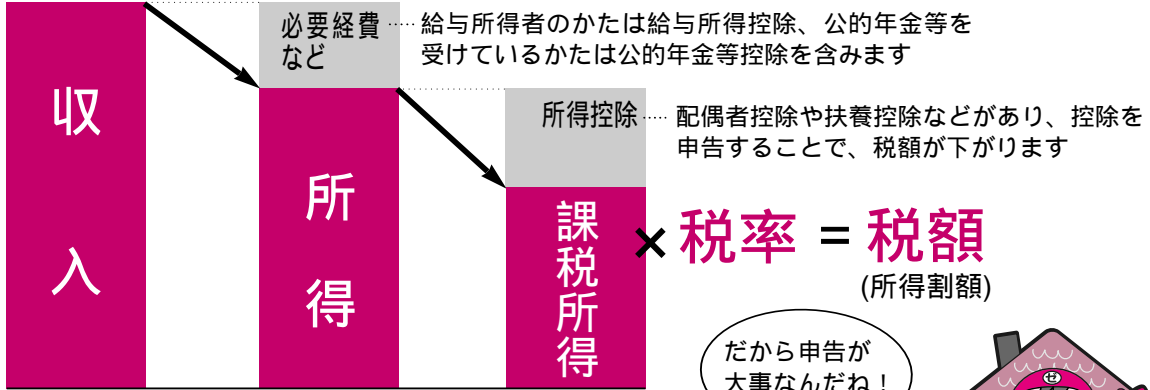 収入
必要経費
など
給与所得者のかたは給与所得控除、公的年金等を
受けているかたは公的年金等控除を含みます
所得
所得控除
配偶者控除や扶養控除などがあり、控除を
申告することで、税額が下がります
課税所得
×税率=税額
(所得割額)
だから申告が
大事なんだね!
ゼ